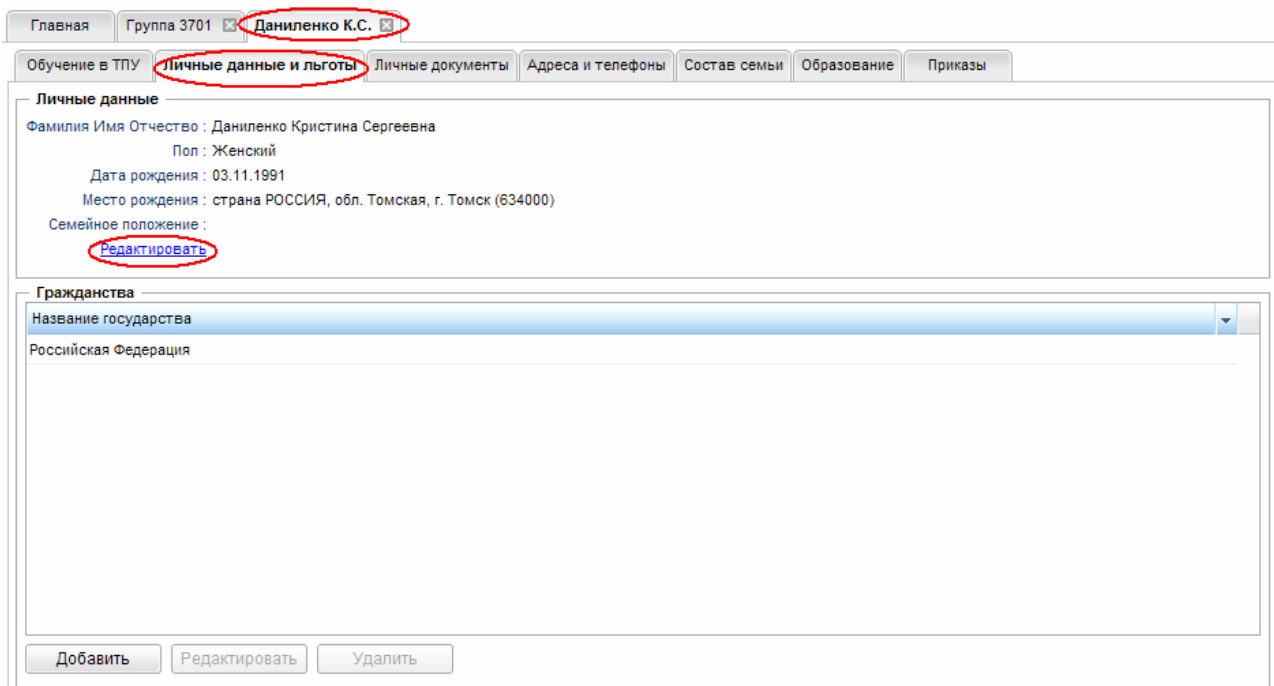 Главная Группа 3701 Даниленко К.С.
Обучение в ТПУ Личные данные и льготы Личные документы Адреса и телефоны Состав семьи Образование Приказы
Личные данные
Фамилия Имя Отчество : Даниленко Кристина Сергеевна
Пол : Женский
Дата рождения : 03.11.1991
Место рождения : страна РОССИЯ, обл. Томская, г. Томск (634000)
Семейное положение :
Редактировать
Гражданства
Название государства
Российская Федерация
Добавить Редактировать Удалить